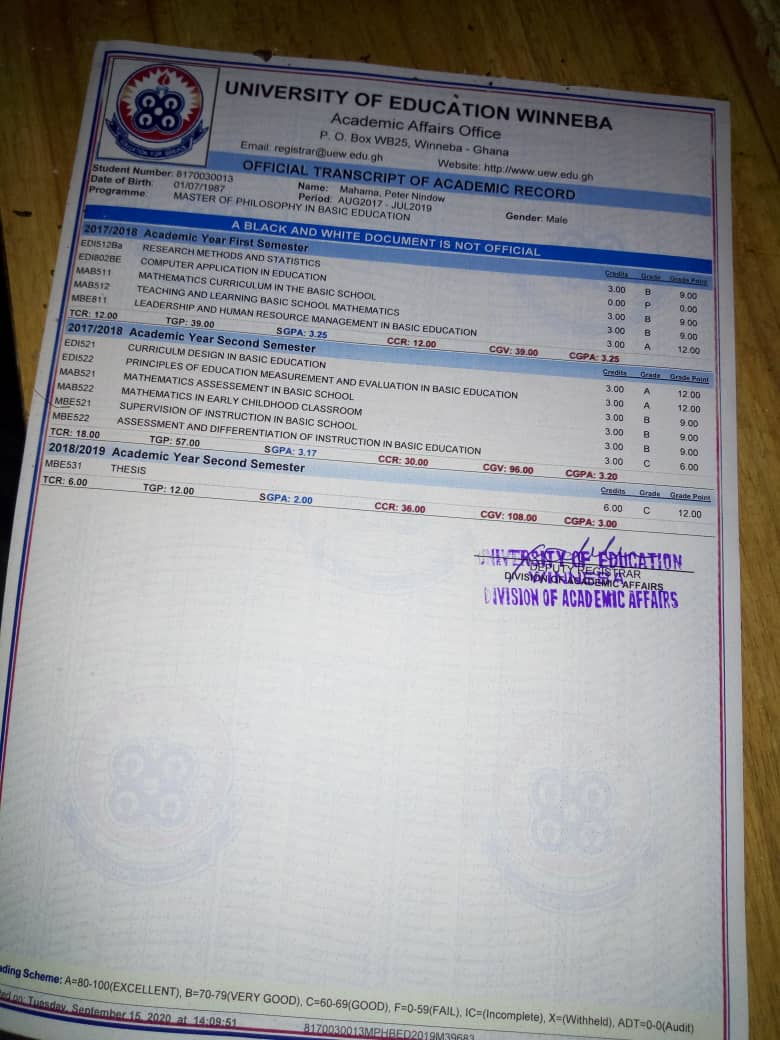 UNIVERSITY OF EDUCATION WINNEBA
Academic Affairs Office
P. O. Box WB25, Winneba - Ghana
Email: registrar@uew.edu.gh Website: http://www.uew.edu.gh
OFFICIAL TRANSCRIPT OF ACADEMIC RECORD
Student Number: 8170030013 Name: Mahama, Peter Nindow
Date of Birth: 01/07/1987 Period: AUG2017 - JUL2019 Gender: Male
Programme: MASTER OF PHILOSOPHY IN BASIC EDUCATION
A BLACK AND WHITE DOCUMENT IS NOT OFFICIAL
2017/2018 Academic Year First Semester Credits Grade Grade Point
EDI512Ba RESEARCH METHODS AND STATISTICS 3.00 B 9.00
EDI802BE COMPUTER APPLICATION IN EDUCATION 0.00 P 0.00
MAB511 MATHEMATICS CURRICULUM IN THE BASIC SCHOOL 3.00 B 9.00
MAB512 TEACHING AND LEARNING BASIC SCHOOL MATHEMATICS 3.00 B 9.00
MBE811 LEADERSHIP AND HUMAN RESOURCE MANAGEMENT IN BASIC EDUCATION 3.00 A 12.00
TCR: 12.00 TGP: 39.00 SGPA: 3.25 CCR: 12.00 CGV: 39.00 CGPA: 3.25
2017/2018 Academic Year Second Semester Credits Grade Grade Point
EDI521 CURRICULM DESIGN IN BASIC EDUCATION 3.00 A 12.00
EDI522 PRINCIPLES OF EDUCATION MEASUREMENT AND EVALUATION IN BASIC EDUCATION 3.00 A 12.00
MAB521 MATHEMATICS ASSESSEMENT IN BASIC SCHOOL 3.00 B 9.00
MAB522 MATHEMATICS IN EARLY CHILDHOOD CLASSROOM 3.00 B 9.00
MBE521 SUPERVISION OF INSTRUCTION IN BASIC SCHOOL 3.00 B 9.00
MBE522 ASSESSMENT AND DIFFERENTIATION OF INSTRUCTION IN BASIC EDUCATION 3.00 C 6.00
TCR: 18.00 TGP: 57.00 SGPA: 3.17 CCR: 30.00 CGV: 96.00 CGPA: 3.20
2018/2019 Academic Year Second Semester Credits Grade Grade Point
MBE531 THESIS 6.00 C 12.00
TCR: 6.00 TGP: 12.00 SGPA: 2.00 CCR: 36.00 CGV: 108.00 CGPA: 3.00
UNIVERSITY OF EDUCATION
DEPUTY REGISTRAR
WINNEBA
DIVISION OF ACADEMIC AFFAIRS
DIVISION OF ACADEMIC AFFAIRS
Scheme: A=80-100(EXCELLENT), B=70-79(VERY GOOD), C=60-69(GOOD), F=0-59(FAIL), IC=(Incomplete), X=(Withheld), ADT=0-0(Audit)
on: Tuesday, September 15, 2020 at 14:09:51
8170030013MPHBED2019M39683